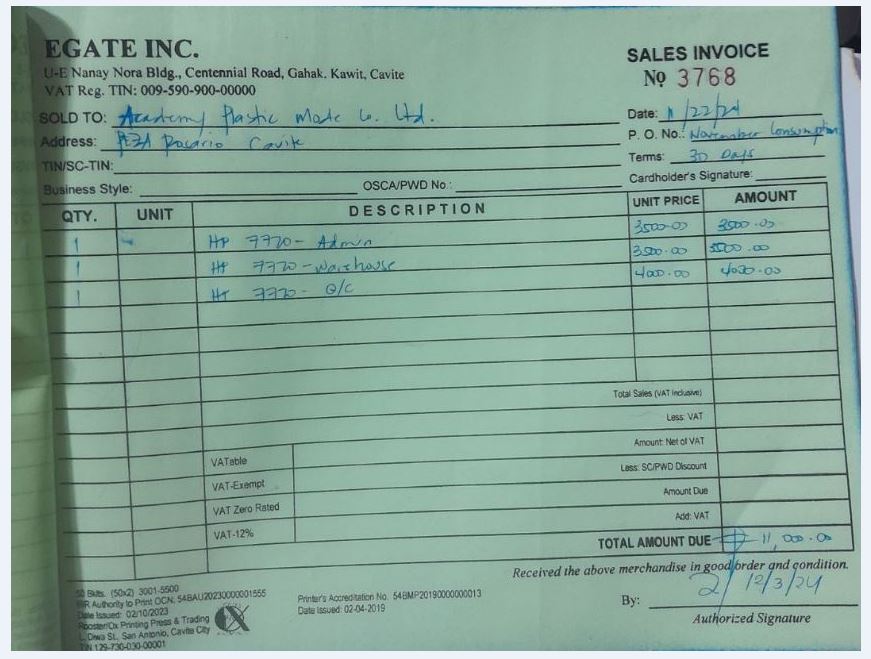 EGATE INC.
U-E Nanay Nora Bldg., Centennial Road, Gahak, Kawit, Cavite
VAT Reg. TIN: 009-590-900-00000
SALES INVOICE
Nọ 3768
SOLD TO: Academy Plastic Mode Co. Ltd.
Date: 11/22/24
Address: PEZA Rosario Cavite
P. O. No.: November Consumption
TIN/SC-TIN:
Terms: 30 Days
Business Style:
OSCA/PWD No.:
Cardholder's Signature:
QTY. UNIT DESCRIPTION UNIT PRICE AMOUNT
1 HP 7720- Admin 3500.00 3500.00
1 HP 7720- Warehouse 3500.00 3500.00
1 HP 7720- Q/C 4000.00 4000.00
Total Sales (VAT Inclusive)
Less: VAT
Amount: Net of VAT
VATable
Less: SC/PWD Discount
VAT-Exempt
Amount Due
VAT Zero Rated
Add: VAT
VAT-12%
TOTAL AMOUNT DUE ₱ 11,000.00
Received the above merchandise in good order and condition.
50 Bkts. (50x2) 3001-5500
BIR Authority to Print OCN. 54BAU20230000001555
Date Issued: 02/10/2023
Rooster/Ox Printing Press & Trading
L. Diwa St., San Antonio, Cavite City
TIN 129-730-030-00001
Printer's Accreditation No. 54BMP20190000000013
Date Issued: 02-04-2019
12/3/24
By:
Authorized Signature